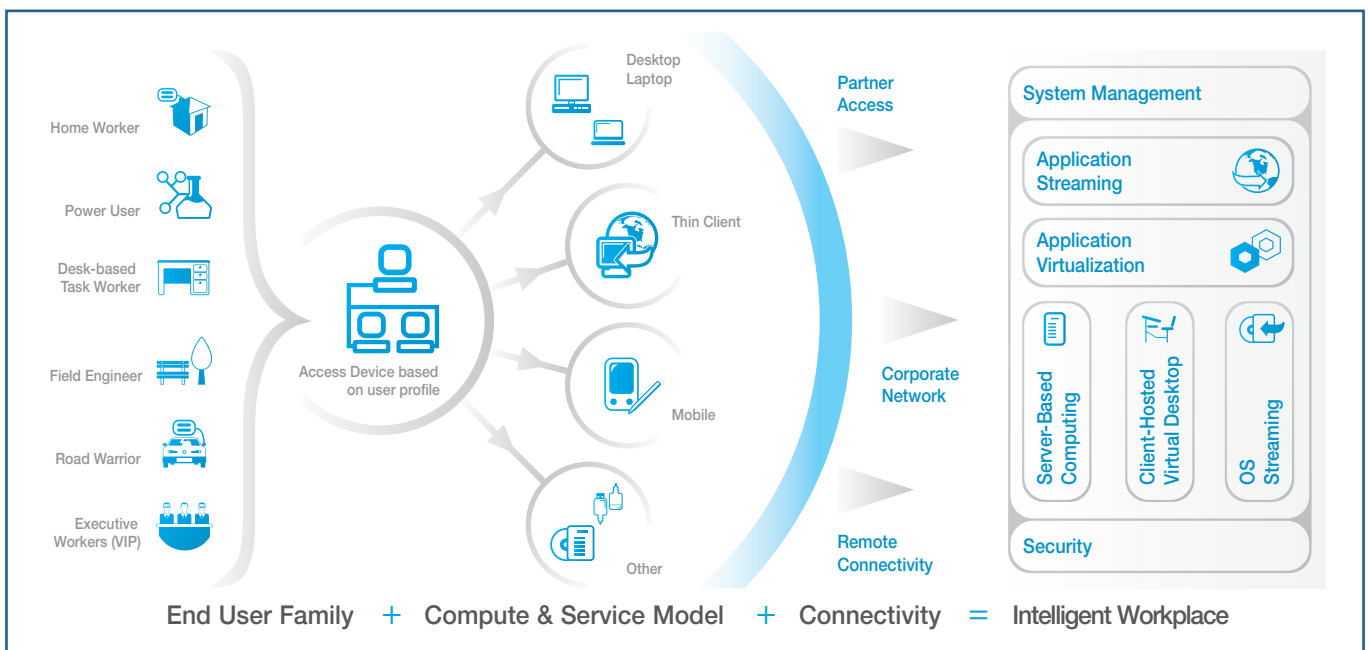 Home Worker
Power User
Desk-based
Task Worker
Field Engineer
Road Warrior
Executive
Workers (VIP)
Access Device based
on user profile
Desktop
Laptop
Thin Client
Mobile
Other
Partner
Access
Corporate
Network
Remote
Connectivity
System Management
Application
Streaming
Application
Virtualization
Server-Based
Computing
Client-Hosted
Virtual Desktop
OS
Streaming
Security
End User Family + Compute & Service Model + Connectivity = Intelligent Workplace